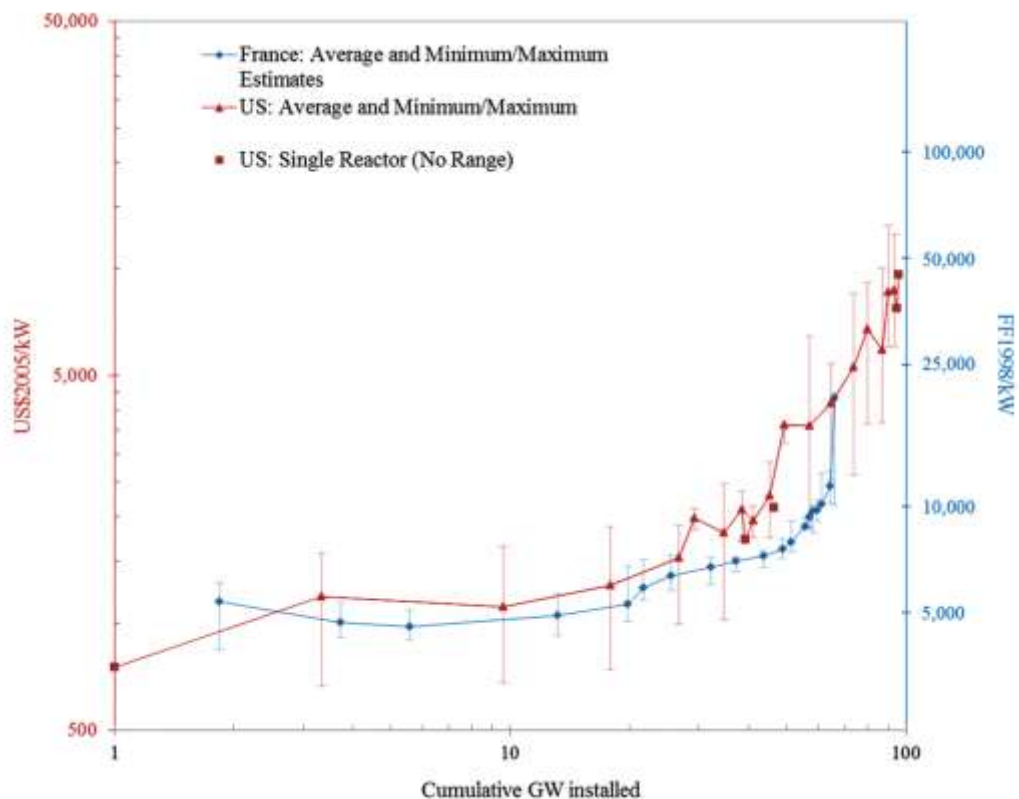 50,000
France: Average and Minimum/Maximum
Estimates
US: Average and Minimum/Maximum
US: Single Reactor (No Range)
100,000
50,000
US$2005/kW
5,000
25,000
FF1998/kW
10,000
5,000
500
1
10
100
Cumulative GW installed